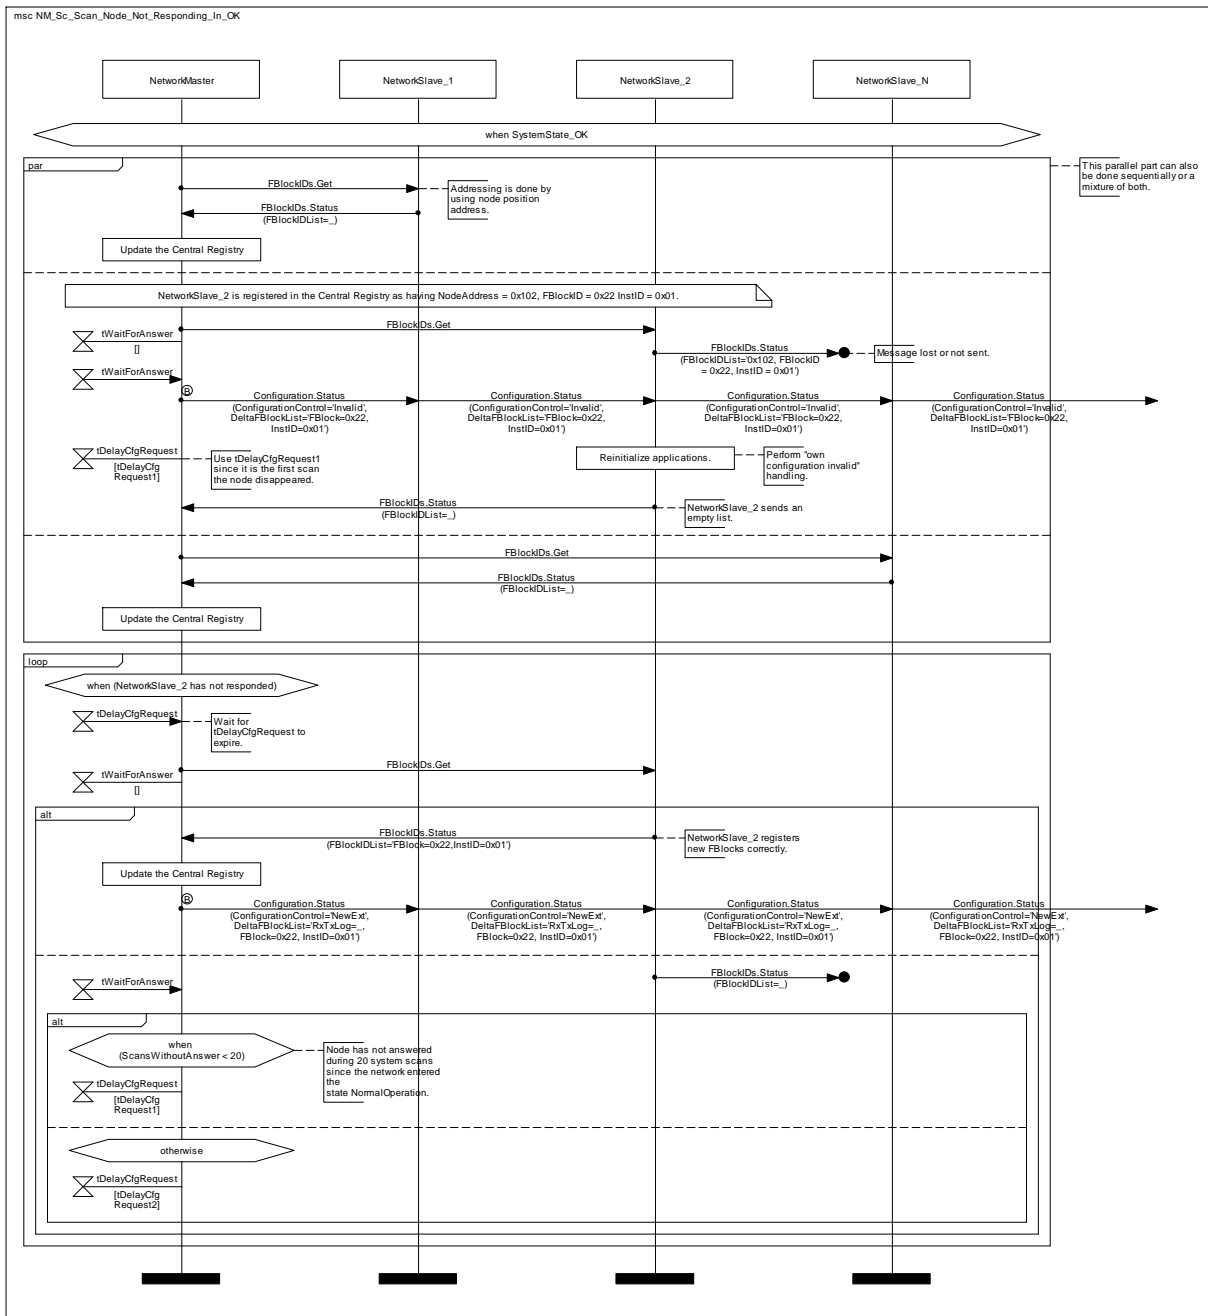 msc NM_Sc_Scan_Node_Not_Responding_In_OK
NetworkMaster
NetworkSlave_1
NetworkSlave_2
NetworkSlave_N
when SystemState_OK
par
This parallel part can also
be done sequentially or a
mixture of both.
FBlockIDs.Get
Addressing is done by
using node position
address.
FBlockIDs.Status
(FBlockIDList=_)
Update the Central Registry
NetworkSlave_2 is registered in the Central Registry as having NodeAddress = 0x102, FBlockID = 0x22 InstID = 0x01.
FBlockIDs.Get
tWaitForAnswer
[]
FBlockIDs.Status
(FBlockIDList='0x102, FBlockID
= 0x22, InstID = 0x01')
Message lost or not sent.
tWaitForAnswer
B
Configuration.Status
(ConfigurationControl='Invalid',
DeltaFBlockList='FBlock=0x22,
InstID=0x01')
Configuration.Status
(ConfigurationControl='Invalid',
DeltaFBlockList='FBlock=0x22,
InstID=0x01')
Configuration.Status
(ConfigurationControl='Invalid',
DeltaFBlockList='FBlock=0x22,
InstID=0x01')
Configuration.Status
(ConfigurationControl='Invalid',
DeltaFBlockList='FBlock=0x22,
InstID=0x01')
tDelayCfgRequest
[tDelayCfg
Request1]
Use tDelayCfgRequest1
since it is the first scan
the node disappeared.
Reinitialize applications.
Perform "own
configuration invalid"
handling.
FBlockIDs.Status
(FBlockIDList=_)
NetworkSlave_2 sends an
empty list.
FBlockIDs.Get
FBlockIDs.Status
(FBlockIDList=_)
Update the Central Registry
loop
when (NetworkSlave_2 has not responded)
tDelayCfgRequest
Wait for
tDelayCfgRequest to
expire.
FBlockIDs.Get
tWaitForAnswer
[]
alt
FBlockIDs.Status
(FBlockIDList='FBlock=0x22,InstID=0x01')
NetworkSlave_2 registers
new FBlocks correctly.
Update the Central Registry
B
Configuration.Status
(ConfigurationControl='NewExt',
DeltaFBlockList='RxTxLog=_,
FBlock=0x22, InstID=0x01')
Configuration.Status
(ConfigurationControl='NewExt',
DeltaFBlockList='RxTxLog=_,
FBlock=0x22, InstID=0x01')
Configuration.Status
(ConfigurationControl='NewExt',
DeltaFBlockList='RxTxLog=_,
FBlock=0x22, InstID=0x01')
Configuration.Status
(ConfigurationControl='NewExt',
DeltaFBlockList='RxTxLog=_,
FBlock=0x22, InstID=0x01')
tWaitForAnswer
FBlockIDs.Status
(FBlockIDList=_)
alt
when
(ScansWithoutAnswer < 20)
Node has not answered
during 20 system scans
since the network entered
the
state NormalOperation.
tDelayCfgRequest
[tDelayCfg
Request1]
otherwise
tDelayCfgRequest
[tDelayCfg
Request2]